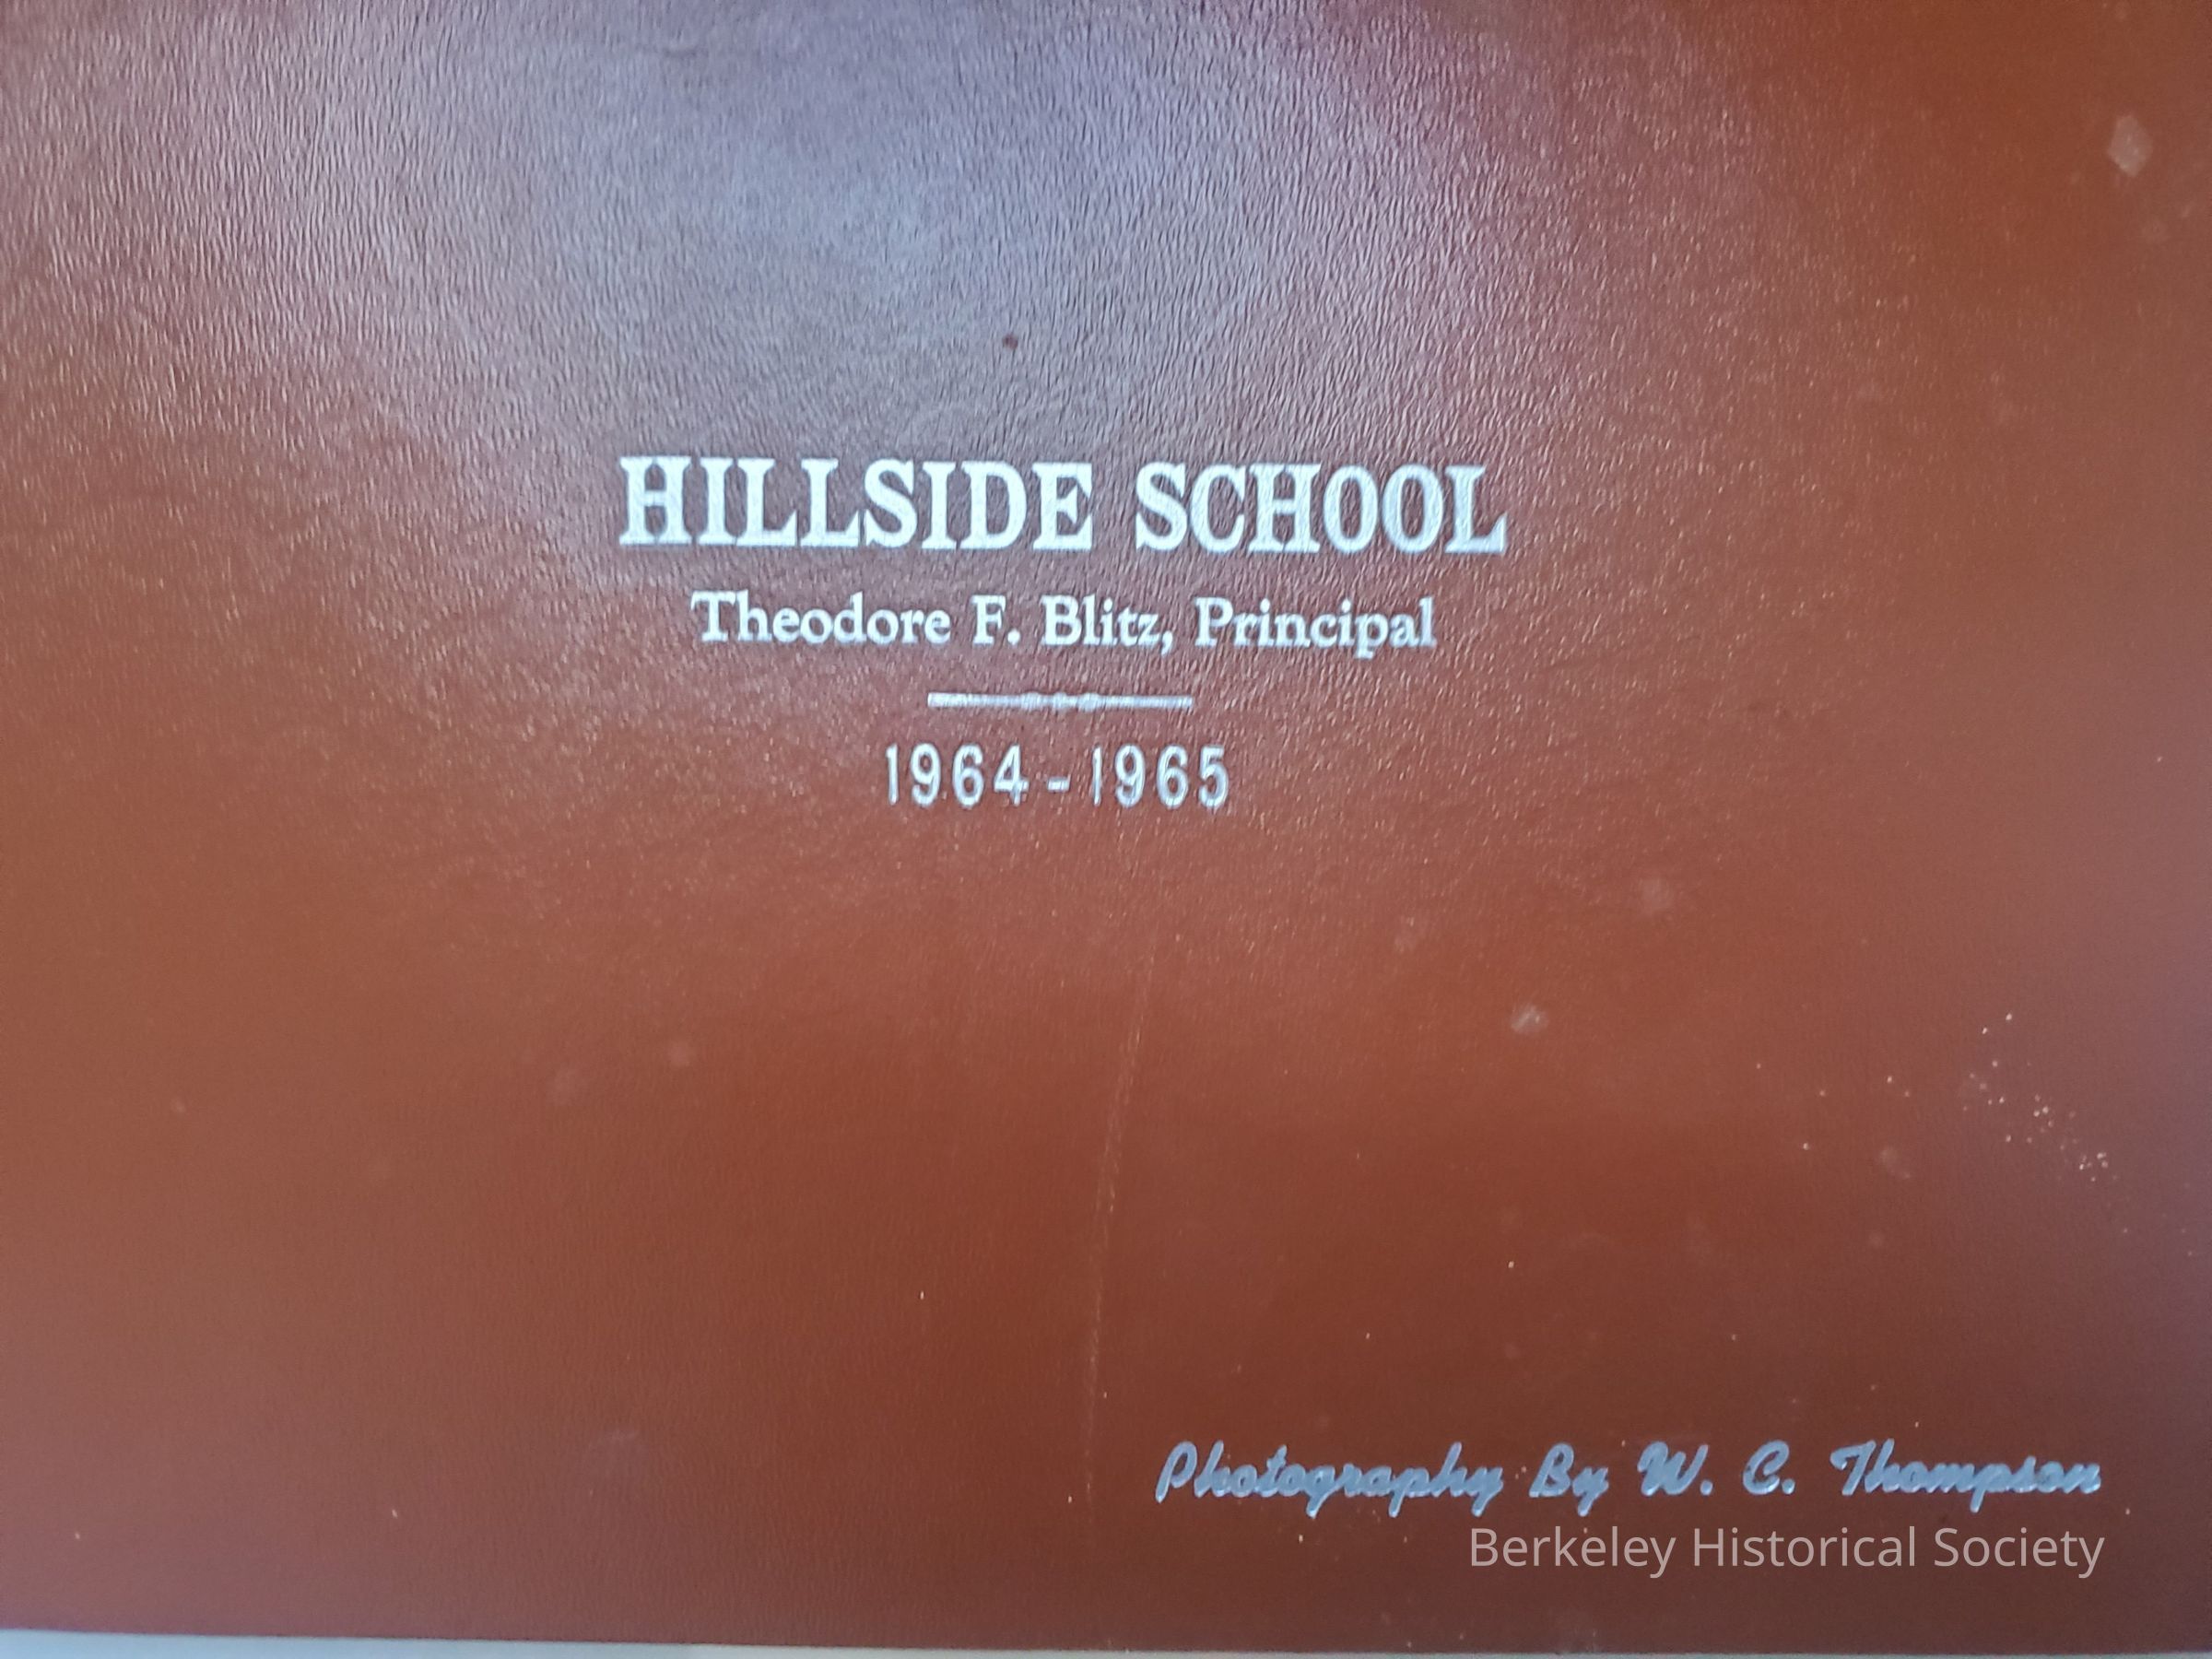 HILLSIDE SCHOOL
Theodore F. Blitz, Principal
1964-1965
Photography By W. C. Thompson
Berkeley Historical Society